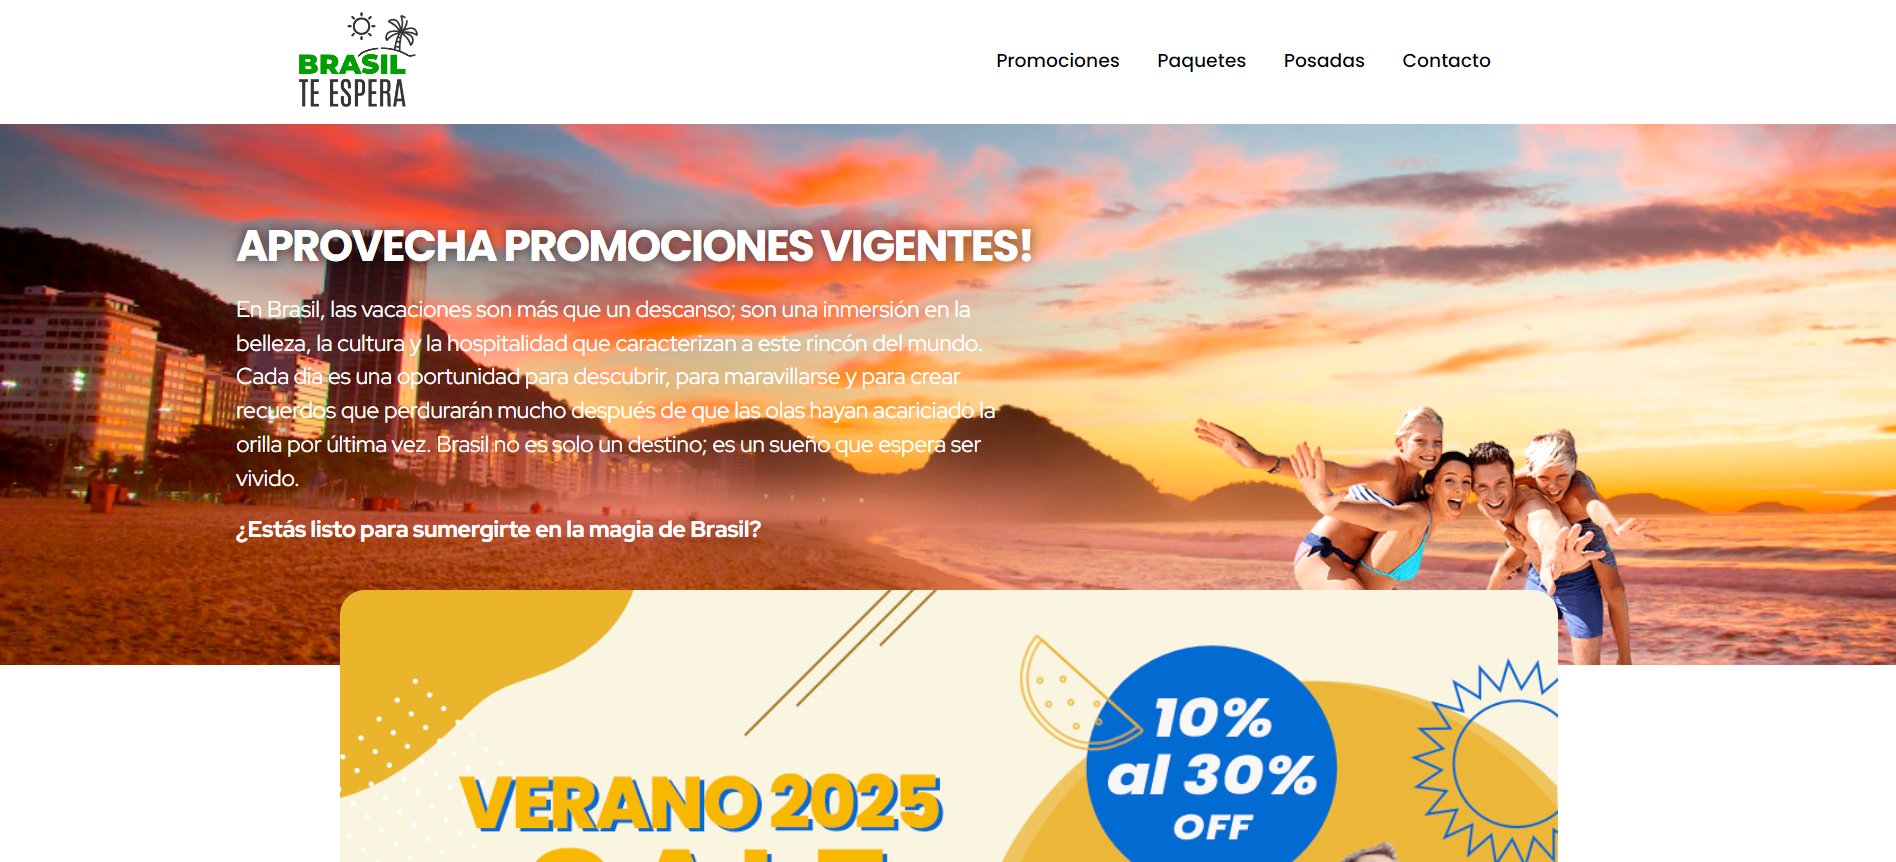 BRASIL
TE ESPERA
Promociones Paquetes Posadas Contacto
APROVECHA PROMOCIONES VIGENTES!
En Brasil, las vacaciones son más que un descanso; son una inmersión en la
belleza, la cultura y la hospitalidad que caracterizan a este rincón del mundo.
Cada día es una oportunidad para descubrir, para maravillarse y para crear
recuerdos que perdurarán mucho después de que las olas hayan acariciado la
orilla por última vez. Brasil no es solo un destino; es un sueño que espera ser
vivido.
¿Estás listo para sumergirte en la magia de Brasil?
10%
al 30%
OFF
VERANO 2025